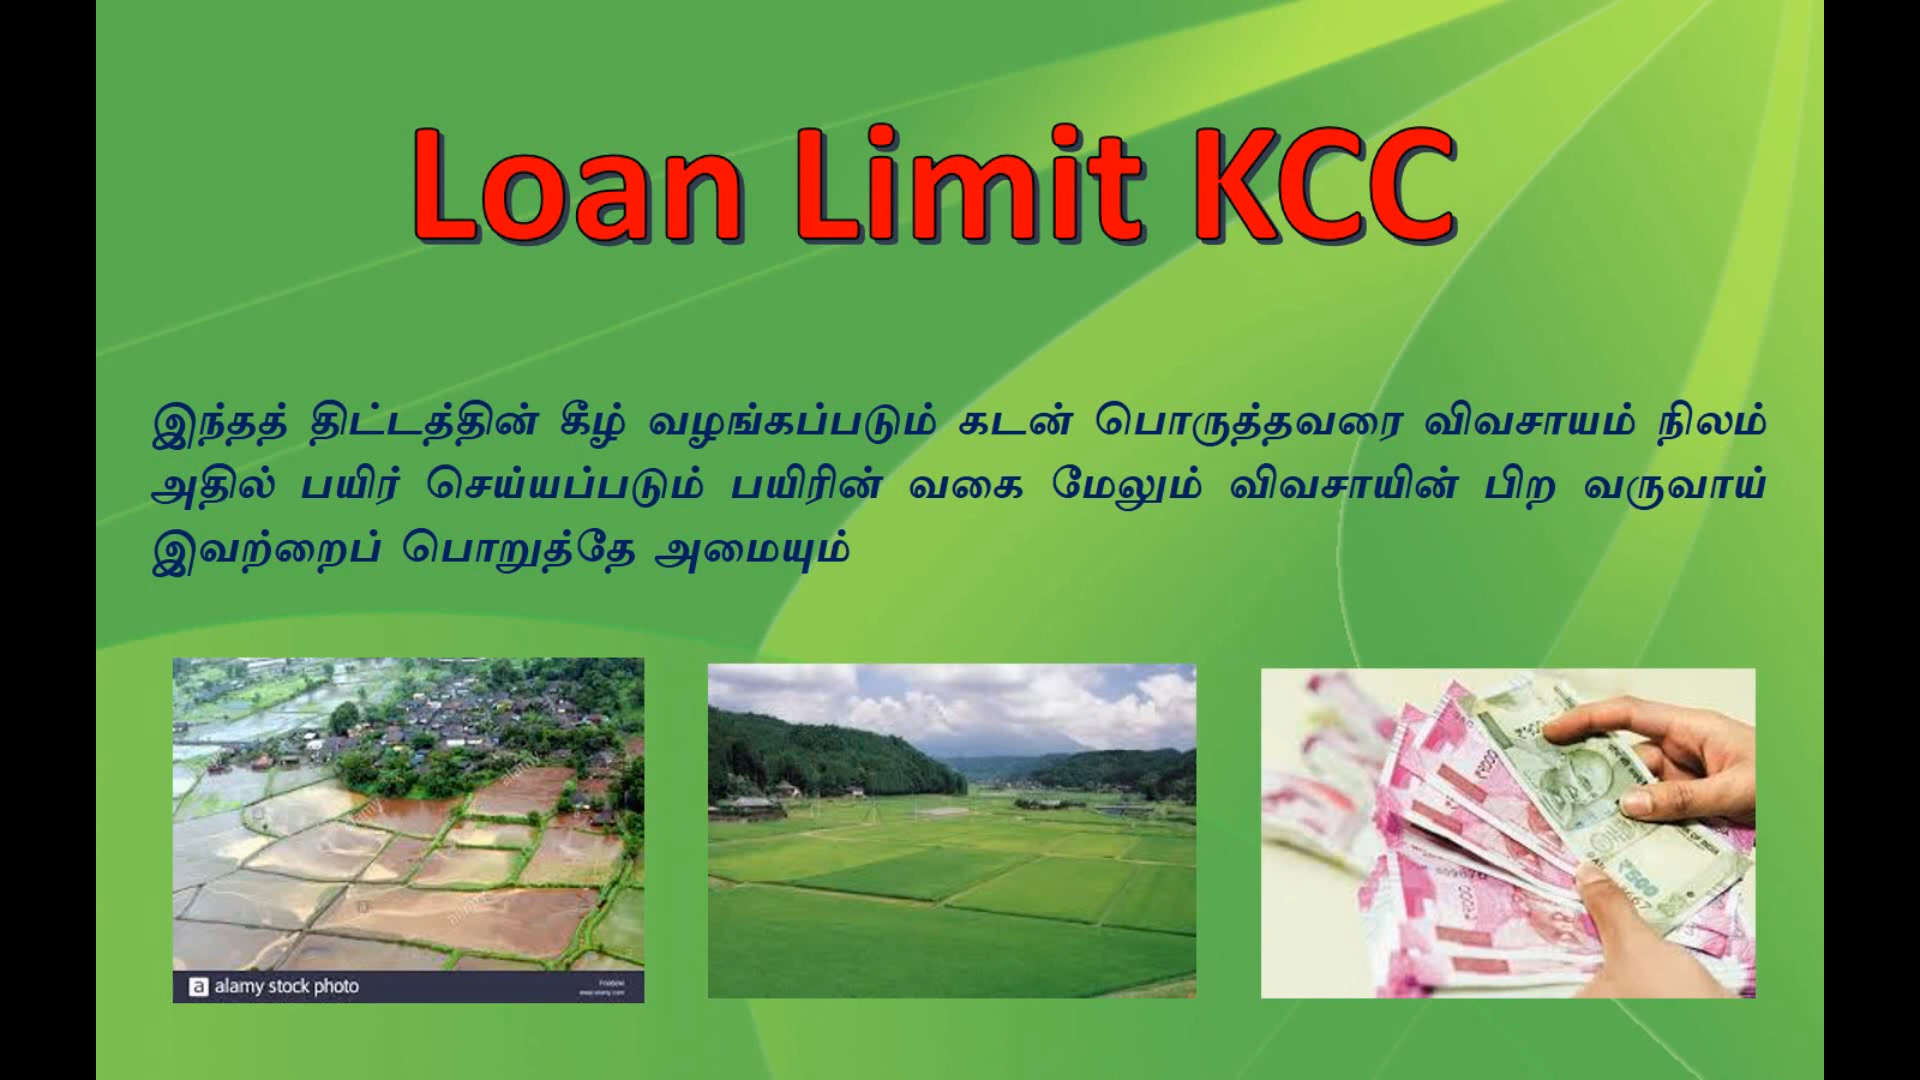 Loan Limit KCC
இந்தத் திட்டத்தின் கீழ் வழங்கப்படும் கடன் பொருத்தவரை விவசாயம் நிலம்
அதில் பயிர் செய்யப்படும் பயிரின் வகை மேலும் விவசாயின் பிற வருவாய்
இவற்றைப் பொறுத்தே அமையும்
a alamy stock photo